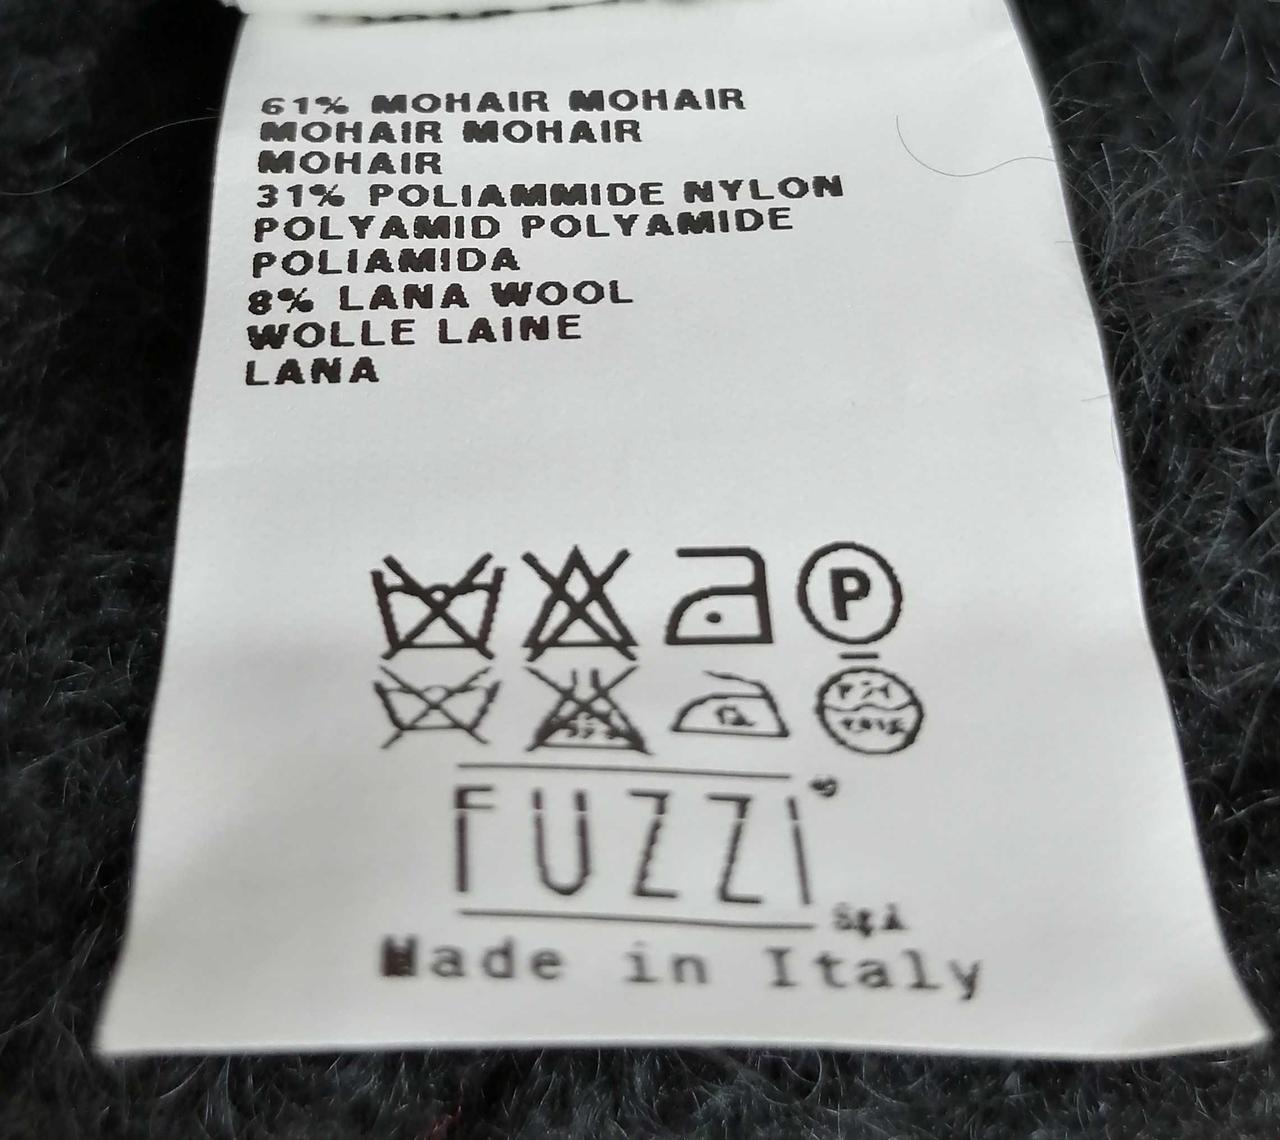 61% MOHAIR MOHAIR
MOHAIR MOHAIR
MOHAIR
31% POLIAMMIDE NYLON
POLYAMID POLYAMIDE
POLIAMIDA
8% LANA WOOL
WOLLE LAINE
LANA
P
FUZZI
SpA
Made in Italy